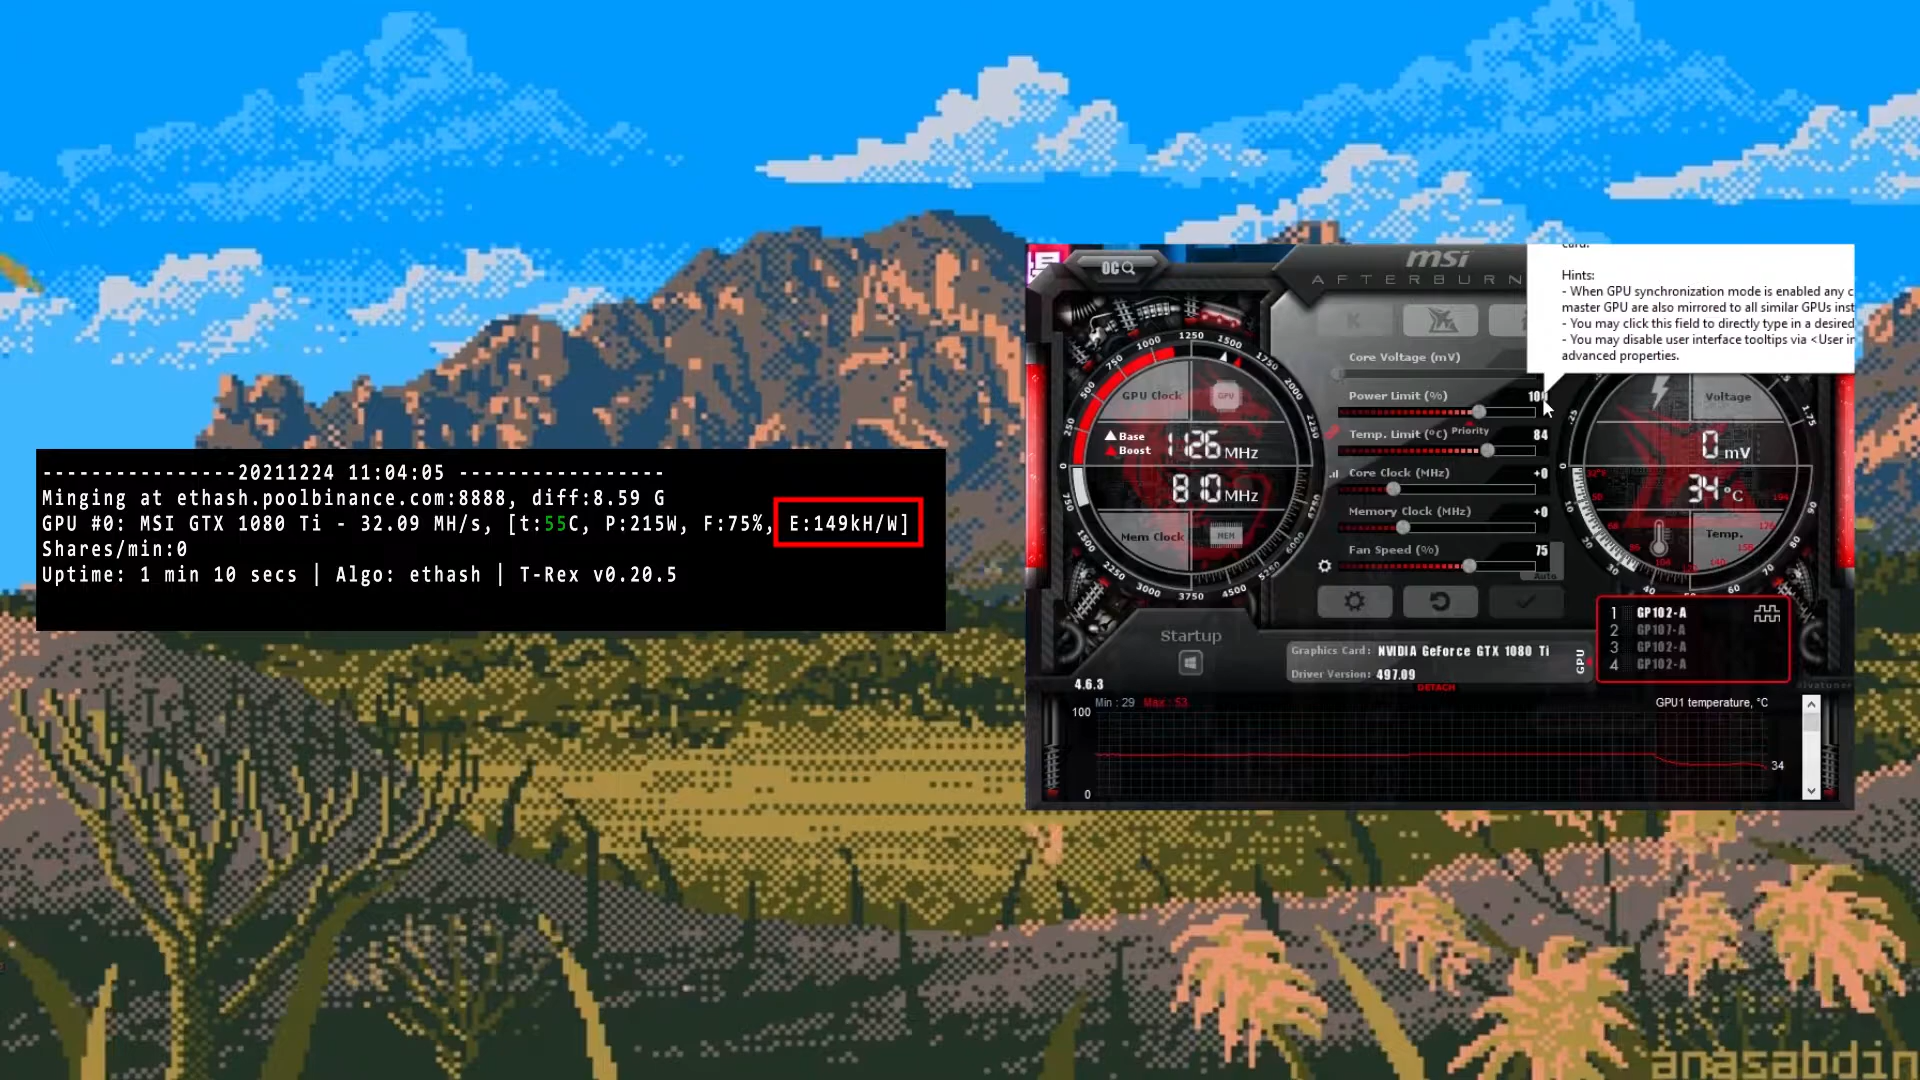 ----------------20211224 11:04:05 -----------------
Minging at ethash.poolbinance.com:8888, diff:8.59 G
GPU #0: MSI GTX 1080 Ti - 32.09 MH/s, [t:55C, P:215W, F:75%, E:149kH/W]
Shares/min:0
Uptime: 1 min 10 secs | Algo: ethash | T-Rex v0.20.5
OC
msi
AFTERBURN
card.
Hints:
- When GPU synchronization mode is enabled any c
master GPU are also mirrored to all similar GPUs inst
- You may click this field to directly type in a desired
- You may disable user interface tooltips via <User in
advanced properties.
GPU Clock
GPU
Base
Boost
1126 MHz
810 MHz
Mem Clock
MEM
Core Voltage (mV)
Power Limit (%)
Temp. Limit (°C) Priority 84
Core Clock (MHz) +0
Memory Clock (MHz) +0
Fan Speed (%) 75
Auto
Voltage
0 mV
34 °C
Temp.
Startup
4.6.3
Graphics Card: NVIDIA GeForce GTX 1080 Ti
Driver Version: 497.09
DETACH
GPU
1 GP102-A
2 GP107-A
3 GP102-A
4 GP102-A
Min : 29 Max : 53
GPU1 temperature, °C
100
34
0
anasabdin